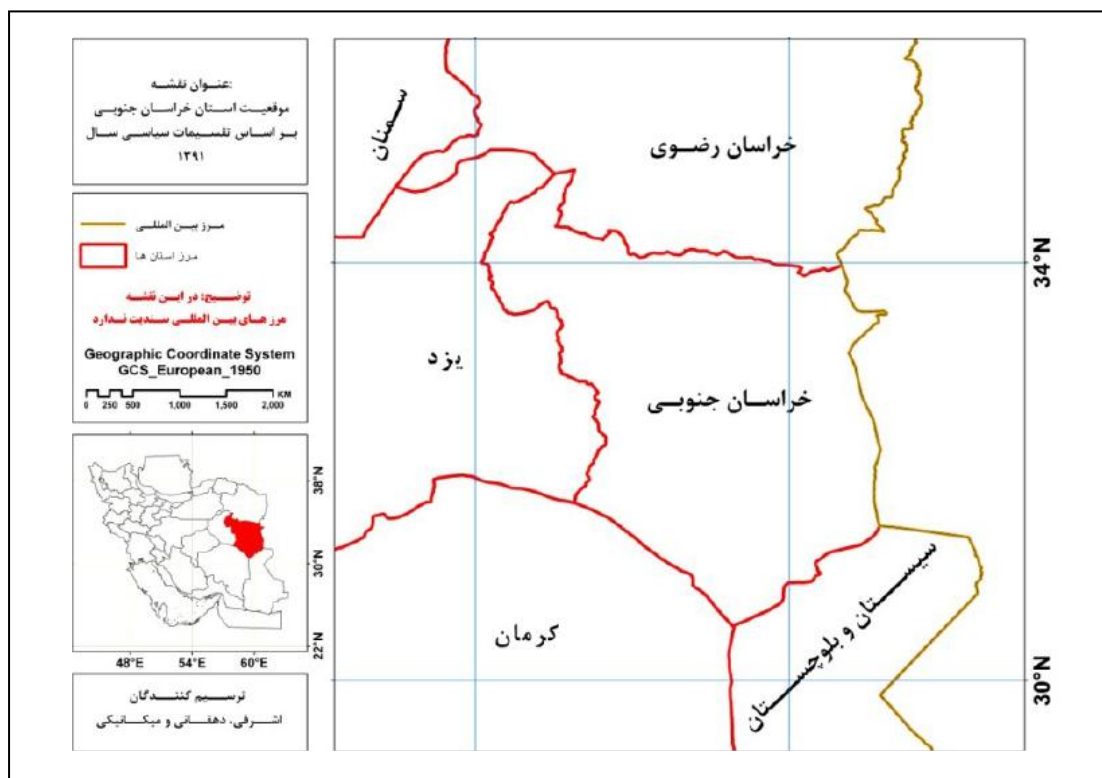 عنوان نقشه:
موقعیت استان خراسان جنوبی
بر اساس تقسیمات سیاسی سال
۱۳۹۱
مرز بین المللی
مرز استان ها
توضیح: در این نقشه
مرز های بین المللی سندیت ندارد
Geographic Coordinate System
GCS_European_1950
0 250 500 1,000 1,500 2,000 KM
38°N
30°N
22°N
48°E 54°E 60°E
ترسیم کنندگان
اشرفی، دهقانی و میکانیکی
سمنان
خراسان رضوی
34°N
یزد
خراسان جنوبی
کرمان
سیستان و بلوچستان
30°N